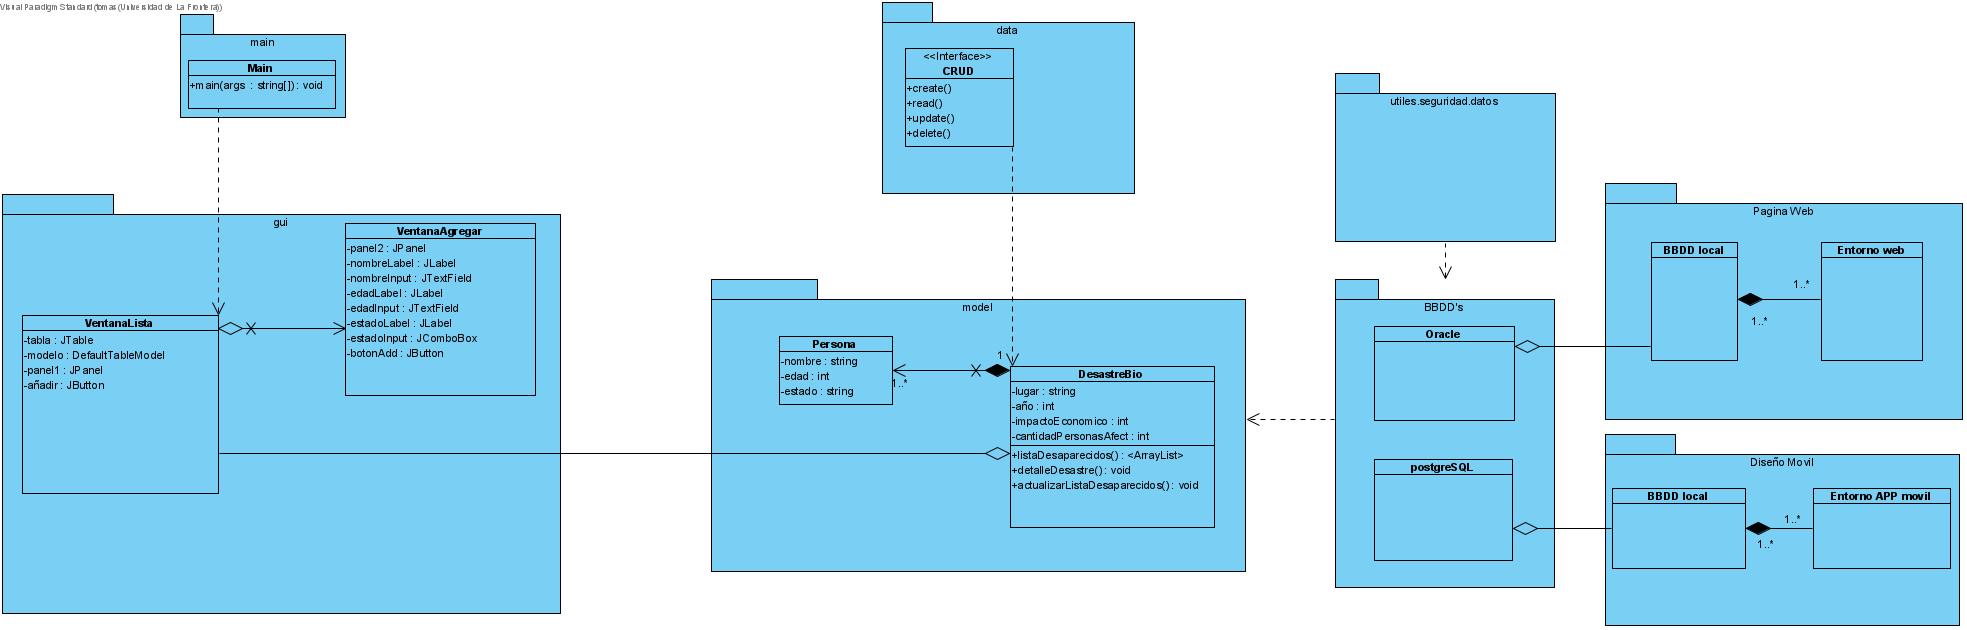 Visual Paradigm Standard(tomas(Universidad de La Frontera))
main
Main
+main(args : string[]) : void
data
<<Interface>>
CRUD
+create()
+read()
+update()
+delete()
utiles.seguridad.datos
gui
VentanaAgregar
-panel2 : JPanel
-nombreLabel : JLabel
-nombreInput : JTextField
-edadLabel : JLabel
-edadInput : JTextField
-estadoLabel : JLabel
-estadoInput : JComboBox
-botonAdd : JButton
VentanaLista
-tabla : JTable
-modelo : DefaultTableModel
-panel1 : JPanel
-añadir : JButton
model
Persona
-nombre : string
-edad : int
-estado : string
1..*
1
DesastreBio
-lugar : string
-año : int
-impactoEconomico : int
-cantidadPersonasAfect : int
+listaDesaparecidos() : <ArrayList>
+detalleDesastre() : void
+actualizarListaDesaparecidos() : void
BBDD's
Oracle
postgreSQL
Pagina Web
BBDD local
Entorno web
1..*
1..*
Diseño Movil
BBDD local
Entorno APP movil
1..*
1..*